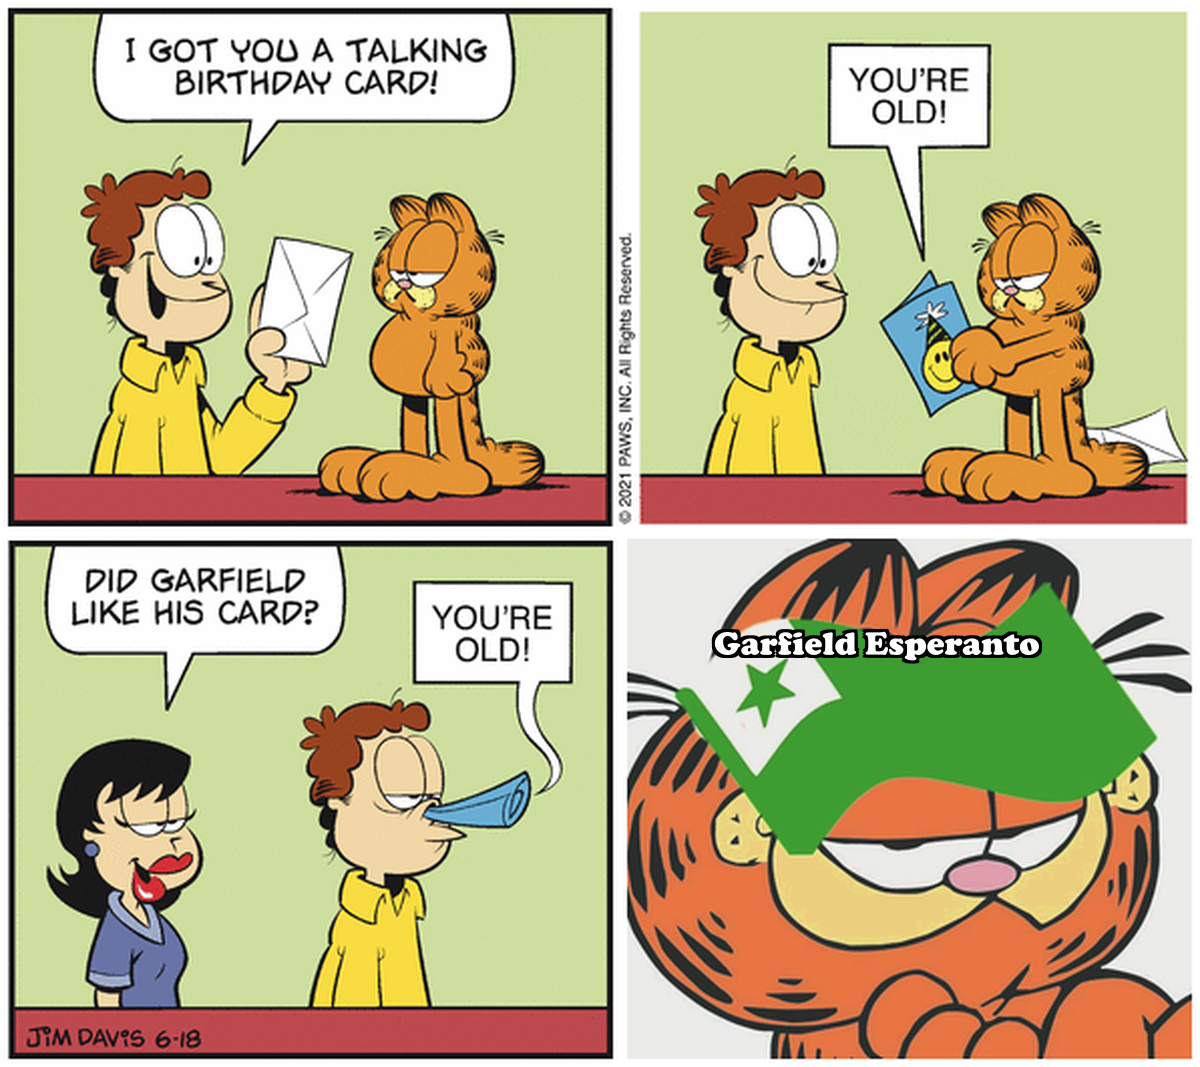 I GOT YOU A TALKING
BIRTHDAY CARD!
© 2021 PAWS, INC. All Rights Reserved.
YOU'RE
OLD!
DID GARFIELD
LIKE HIS CARD?
YOU'RE
OLD!
JIM DAVIS 6-18
Garfield Esperanto